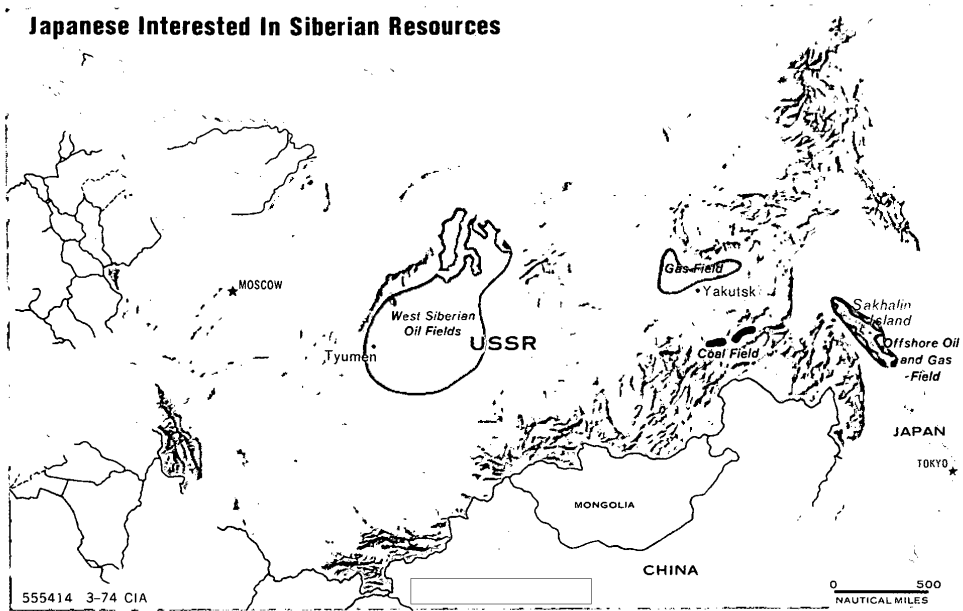 Japanese Interested In Siberian Resources
MOSCOW
West Siberian
Oil Fields
Tyumen
USSR
Gas Field
Yakutsk
Coal Field
Sakhalin
Island
Offshore Oil
and Gas
Field
JAPAN
TOKYO
MONGOLIA
CHINA
555414 3-74 CIA
0 500
NAUTICAL MILES